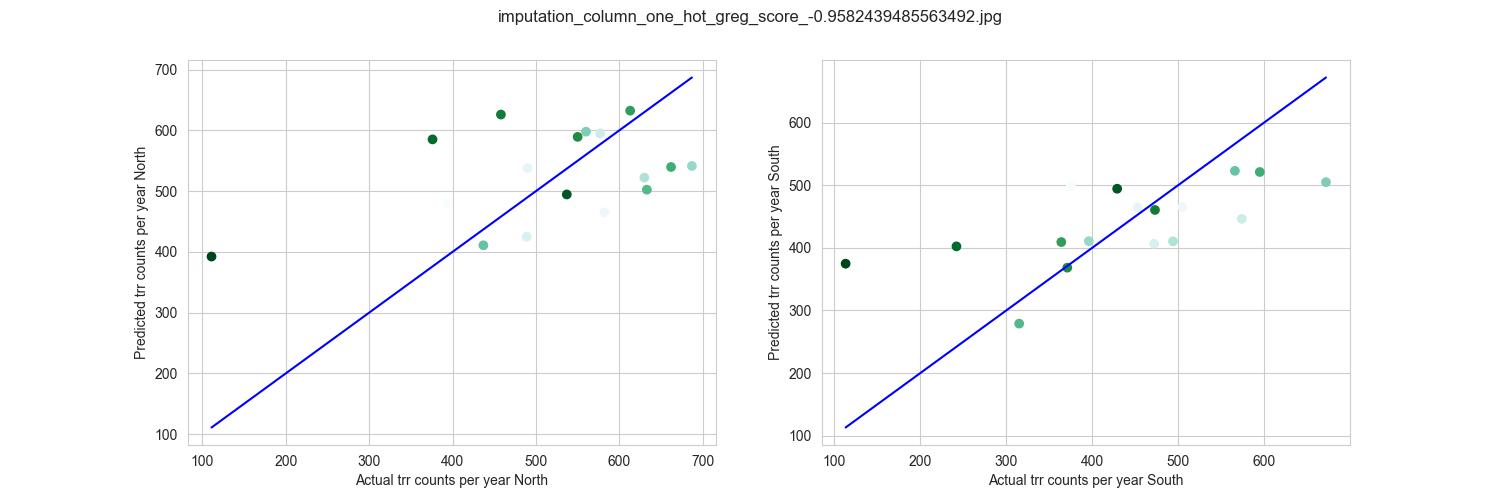 imputation_column_one_hot_greg_score_-0.9582439485563492.jpg
Predicted trr counts per year North
700
600
500
400
300
200
100
100 200 300 400 500 600 700
Actual trr counts per year North
Predicted trr counts per year South
600
500
400
300
200
100
100 200 300 400 500 600
Actual trr counts per year South